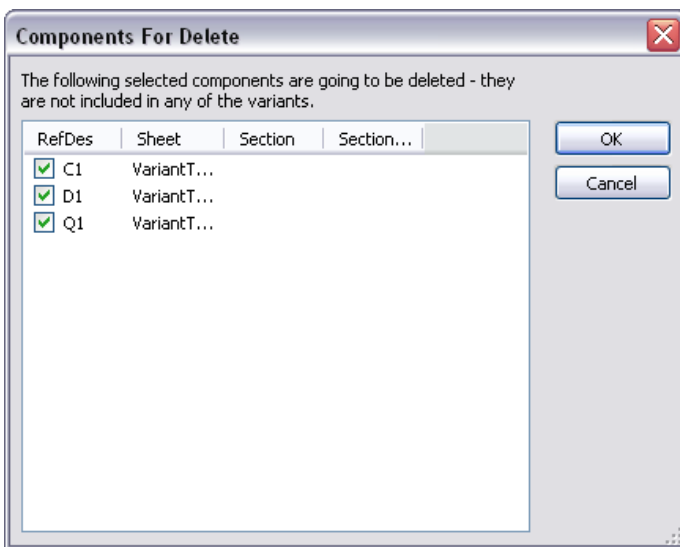 Components For Delete
The following selected components are going to be deleted - they
are not included in any of the variants.
RefDes Sheet Section Section...
C1 VariantT...
D1 VariantT...
Q1 VariantT...
OK
Cancel